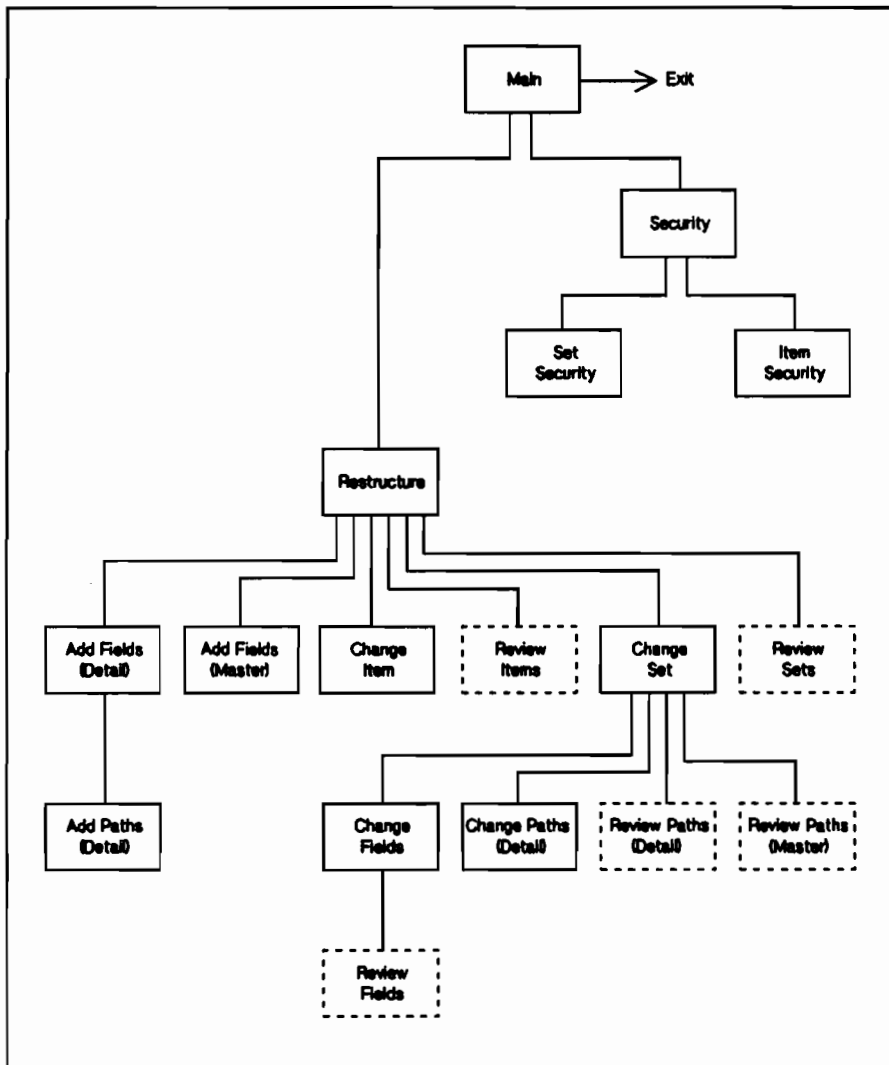 Main
Exit
Security
Set
Security
Item
Security
Restructure
Add Fields
(Detail)
Add Fields
(Master)
Change
Item
Review
Items
Change
Set
Review
Sets
Add Paths
(Detail)
Change
Fields
Change Paths
(Detail)
Review Paths
(Detail)
Review Paths
(Master)
Review
Fields